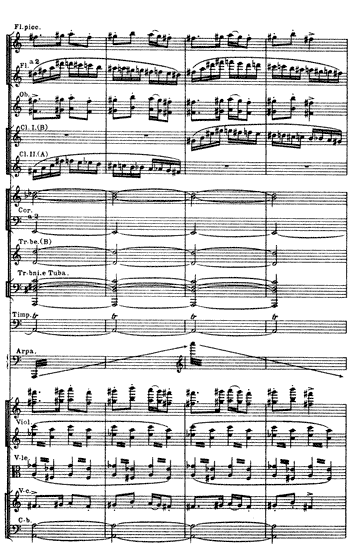 Fl.picc.
Fl. a 2
Ob.
Cl. I.(B)
Cl. II.(A)
Cor.
a 2
Tr-be.(B)
Tr-bni.e Tuba.
Timp.
Arpa.
Viol.
V-le.
V-c.
C-b.